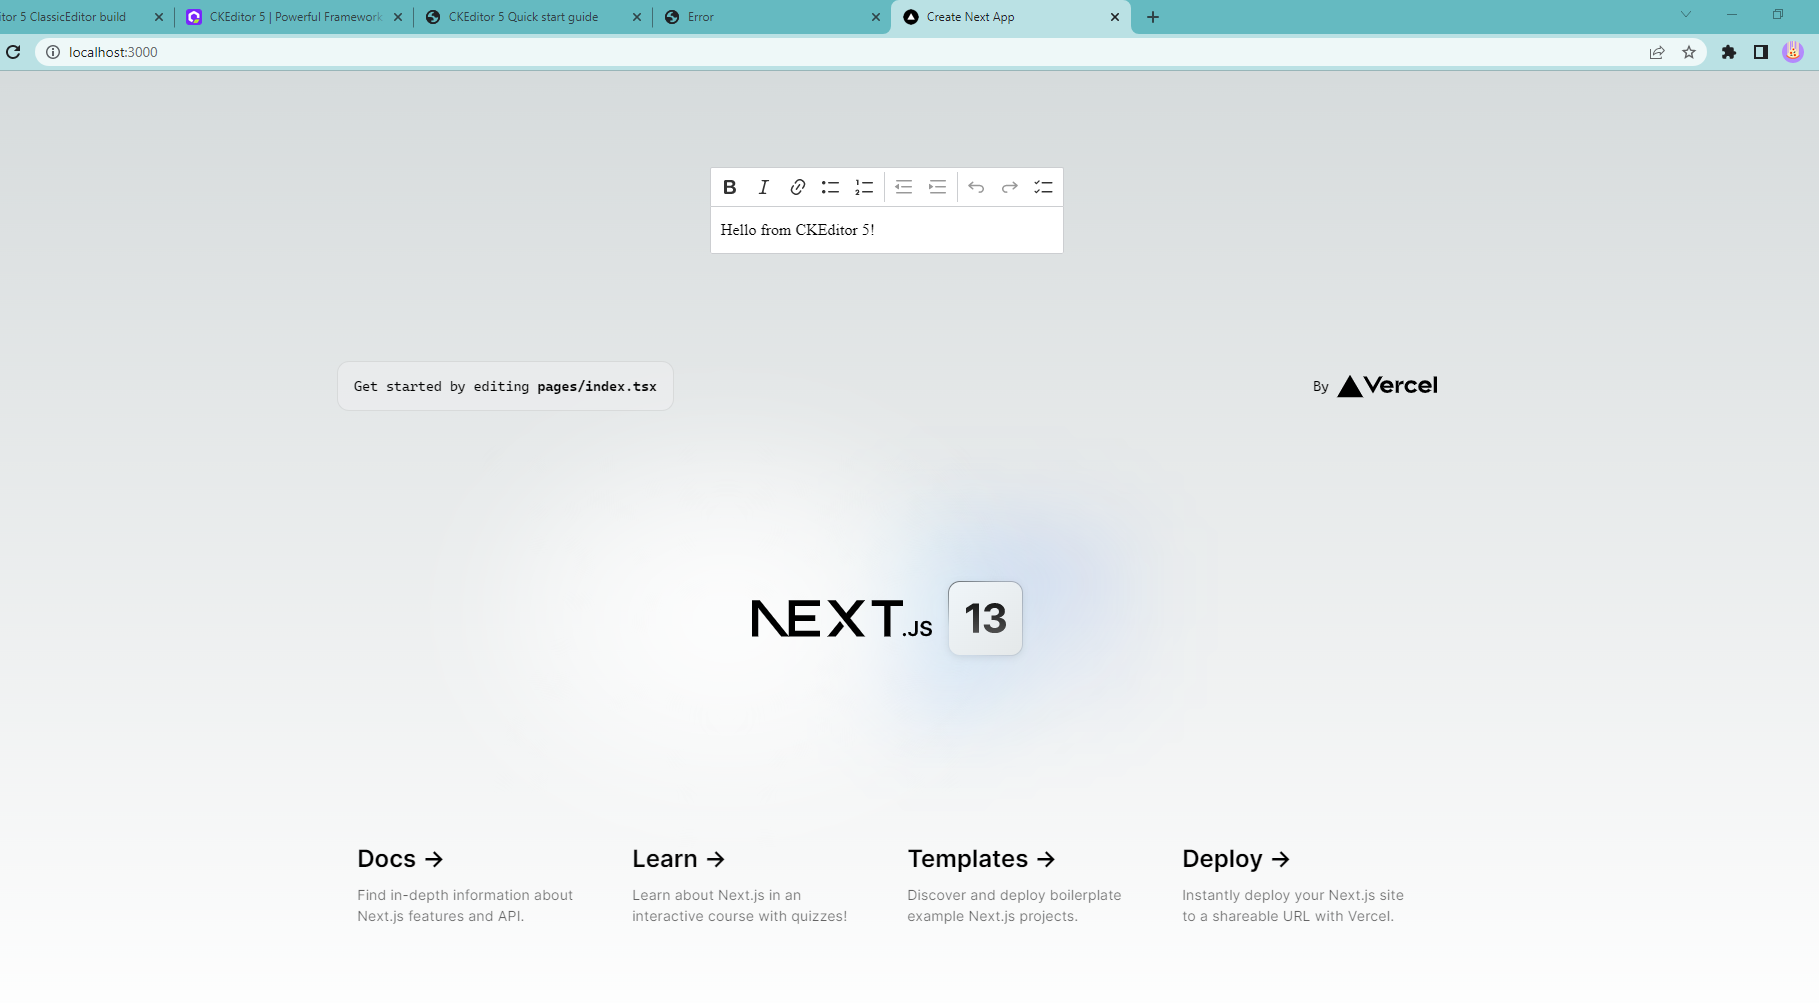 itor 5 ClassicEditor build
CKEditor 5 | Powerful Framework
CKEditor 5 Quick start guide
Error
Create Next App
localhost:3000
B I
Hello from CKEditor 5!
Get started by editing pages/index.tsx
By Vercel
NEXT.JS 13
Docs ->
Learn ->
Templates ->
Deploy ->
Find in-depth information about
Next.js features and API.
Learn about Next.js in an
interactive course with quizzes!
Discover and deploy boilerplate
example Next.js projects.
Instantly deploy your Next.js site
to a shareable URL with Vercel.